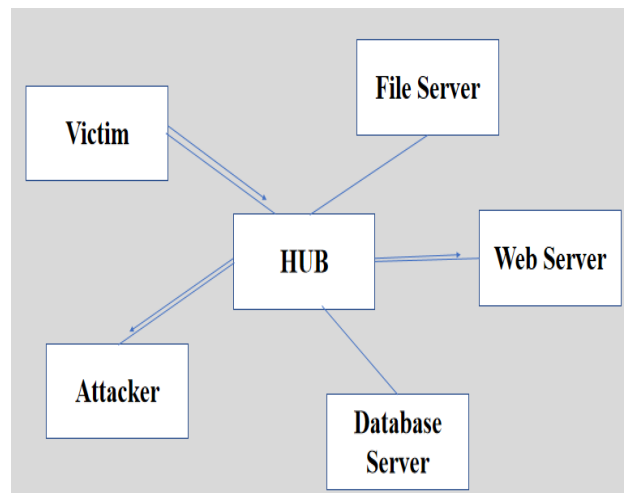 File Server
Victim
HUB
Web Server
Attacker
Database
Server